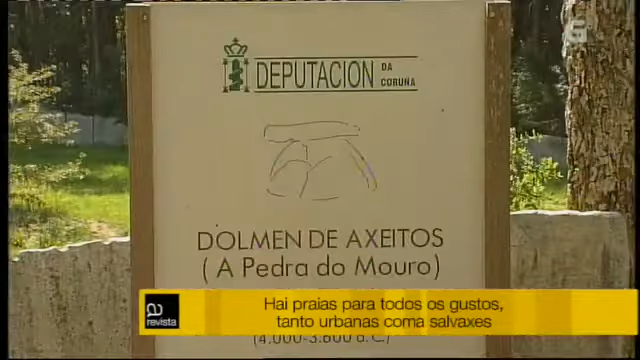 DEPUTACION DA CORUÑA
DOLMEN DE AXEITOS
( A Pedra do Mouro)
revista
Hai praias para todos os gustos,
tanto urbanas coma salvaxes